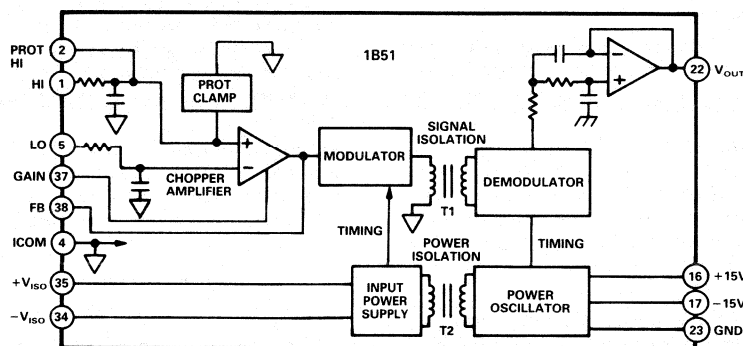 1B51
PROT HI
2
HI
1
PROT CLAMP
LO
5
GAIN
37
CHOPPER AMPLIFIER
+
−
FB
38
ICOM
4
+VISO
35
−VISO
34
MODULATOR
SIGNAL ISOLATION
T1
DEMODULATOR
−
+
22
VOUT
TIMING
POWER ISOLATION
TIMING
INPUT POWER SUPPLY
T2
POWER OSCILLATOR
16
+15V
17
−15V
23
GND